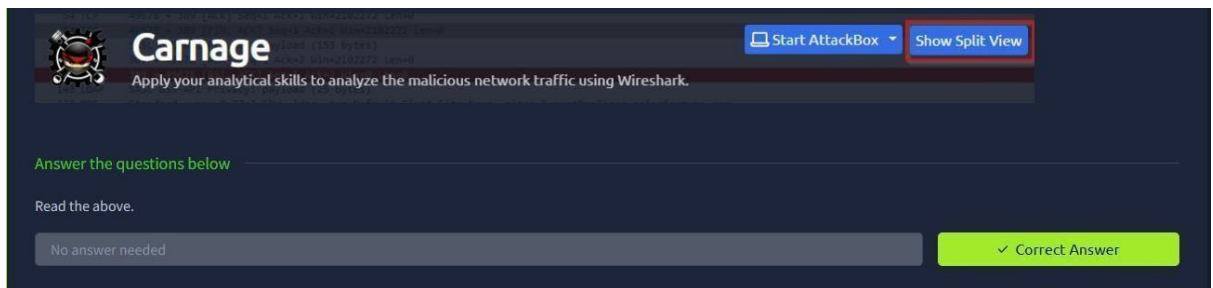 Carnage
Start AttackBox
Show Split View
Apply your analytical skills to analyze the malicious network traffic using Wireshark.
Answer the questions below
Read the above.
No answer needed
✓ Correct Answer